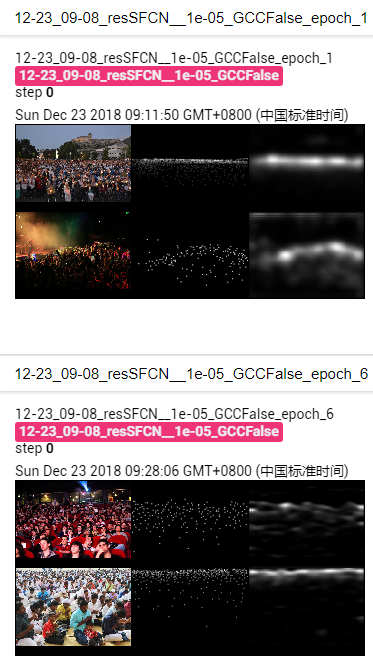 12-23_09-08_resSFCN__1e-05_GCCFalse_epoch_1
12-23_09-08_resSFCN__1e-05_GCCFalse_epoch_1
12-23_09-08_resSFCN__1e-05_GCCFalse
step 0
Sun Dec 23 2018 09:11:50 GMT+0800 (中国标准时间)
12-23_09-08_resSFCN__1e-05_GCCFalse_epoch_6
12-23_09-08_resSFCN__1e-05_GCCFalse_epoch_6
12-23_09-08_resSFCN__1e-05_GCCFalse
step 0
Sun Dec 23 2018 09:28:06 GMT+0800 (中国标准时间)